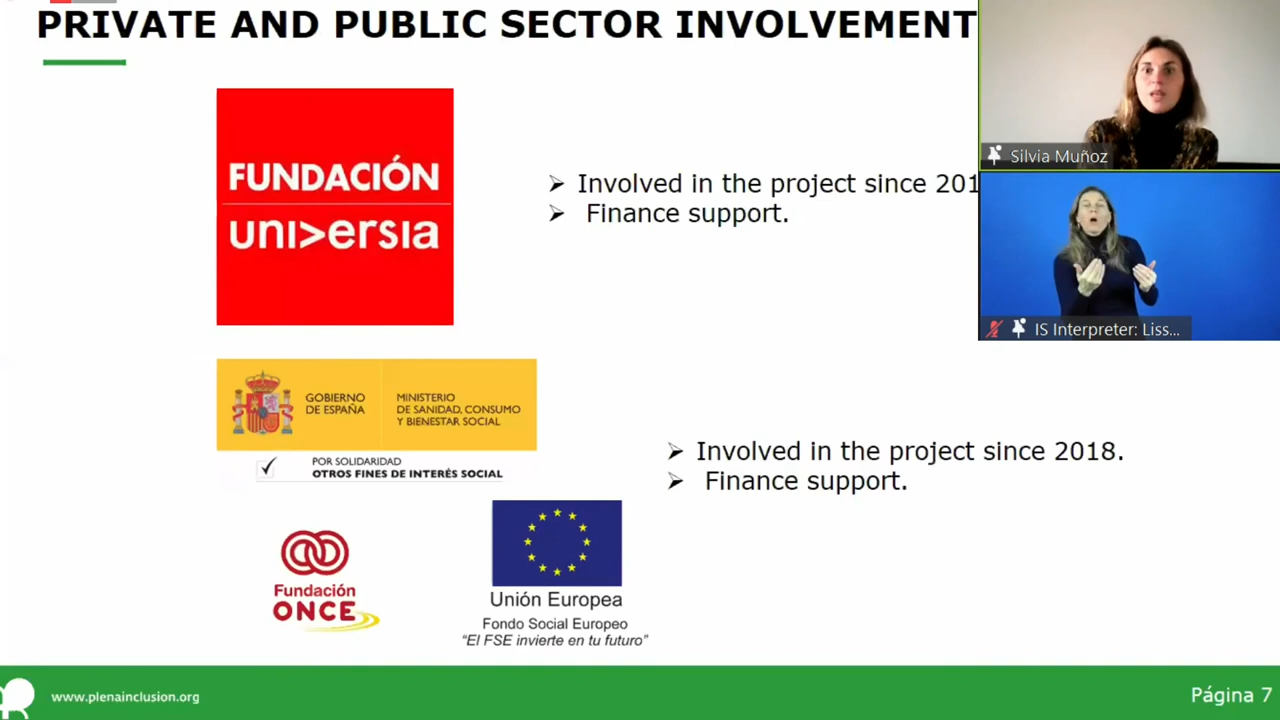 PRIVATE AND PUBLIC SECTOR INVOLVEMENT
FUNDACIÓN
uni>ersia
Involved in the project since 201
Finance support.
Silvia Muñoz
IS Interpreter: Liss...
GOBIERNO
DE ESPAÑA
MINISTERIO
DE SANIDAD, CONSUMO
Y BIENESTAR SOCIAL
POR SOLIDARIDAD
OTROS FINES DE INTERÉS SOCIAL
Involved in the project since 2018.
Finance support.
Fundación
ONCE
Unión Europea
Fondo Social Europeo
“El FSE invierte en tu futuro”
www.plenainclusion.org
Página 7